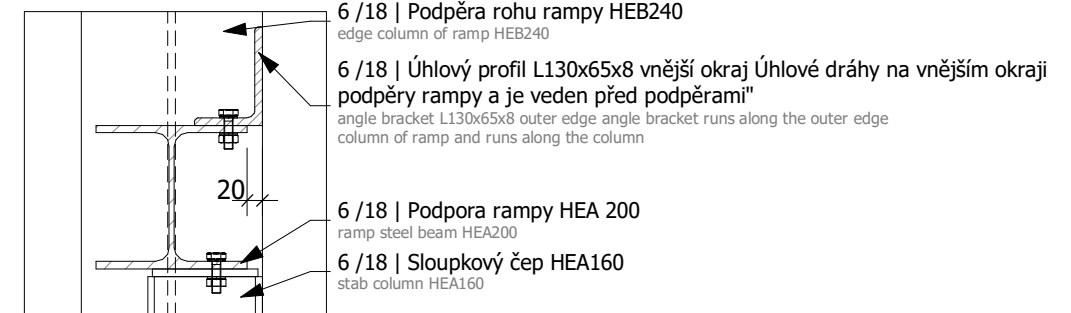 6 /18 | Podpěra rohu rampy HEB240
edge column of ramp HEB240
6 /18 | Úhlový profil L130x65x8 vnější okraj Úhlové dráhy na vnějším okraji
podpěry rampy a je veden před podpěrami"
angle bracket L130x65x8 outer edge angle bracket runs along the outer edge
column of ramp and runs along the column
20
6 /18 | Podpora rampy HEA 200
ramp steel beam HEA200
6 /18 | Sloupkový čep HEA160
stab column HEA160